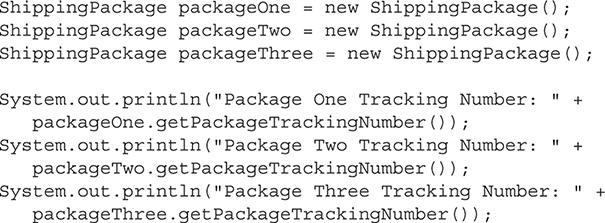 ShippingPackage packageOne = new ShippingPackage();
ShippingPackage packageTwo = new ShippingPackage();
ShippingPackage packageThree = new ShippingPackage();

System.out.println("Package One Tracking Number: " +
   packageOne.getPackageTrackingNumber());
System.out.println("Package Two Tracking Number: " +
   packageTwo.getPackageTrackingNumber());
System.out.println("Package Three Tracking Number: " +
   packageThree.getPackageTrackingNumber());